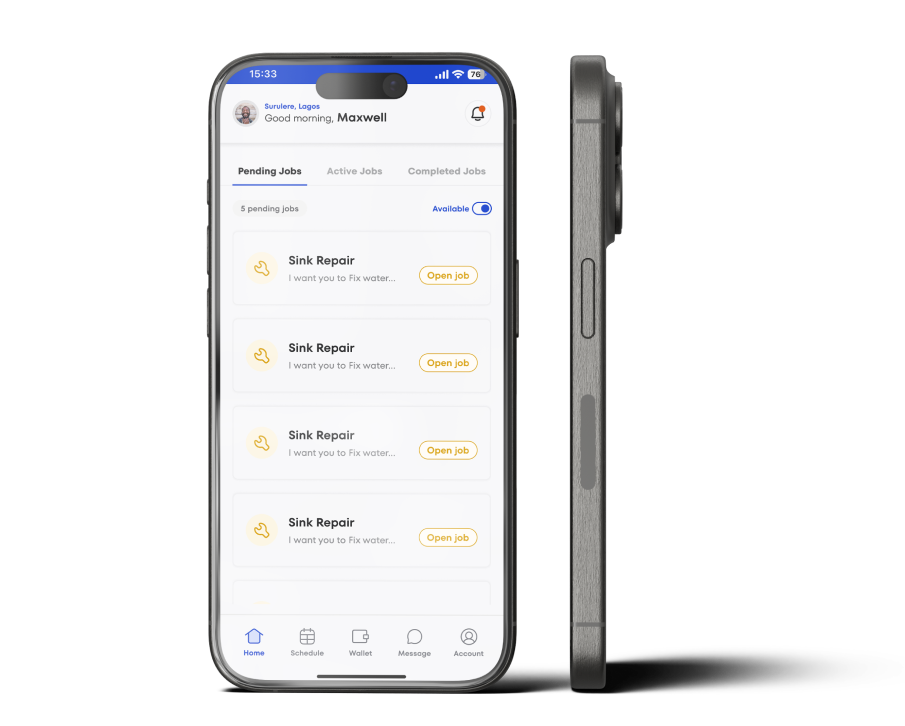 15:33
76
Surulere, Lagos
Good morning, Maxwell
Pending Jobs
Active Jobs
Completed Jobs
5 pending jobs
Available
Sink Repair
I want you to Fix water...
Open job
Sink Repair
I want you to Fix water...
Open job
Sink Repair
I want you to Fix water...
Open job
Sink Repair
I want you to Fix water...
Open job
Home
Schedule
Wallet
Message
Account